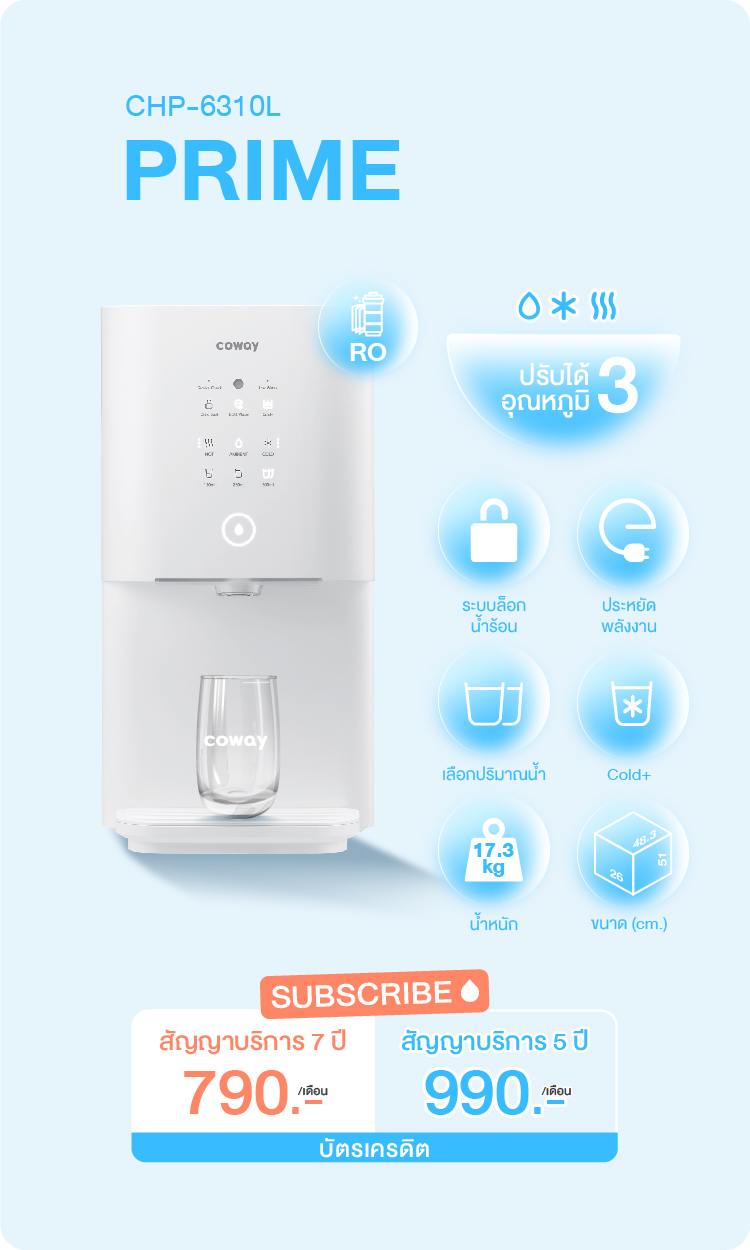 CHP-6310L
PRIME
RO
coway
HOT
AMBIENT
COLD
coway
ปรับได้ 3
อุณหภูมิ
ระบบล็อก
น้ำร้อน
ประหยัด
พลังงาน
เลือกปริมาณน้ำ
Cold+
17.3
kg
น้ำหนัก
48.3
51
26
ขนาด (cm.)
SUBSCRIBE
สัญญาบริการ 7 ปี
790.-/เดือน
สัญญาบริการ 5 ปี
990.-/เดือน
บัตรเครดิต